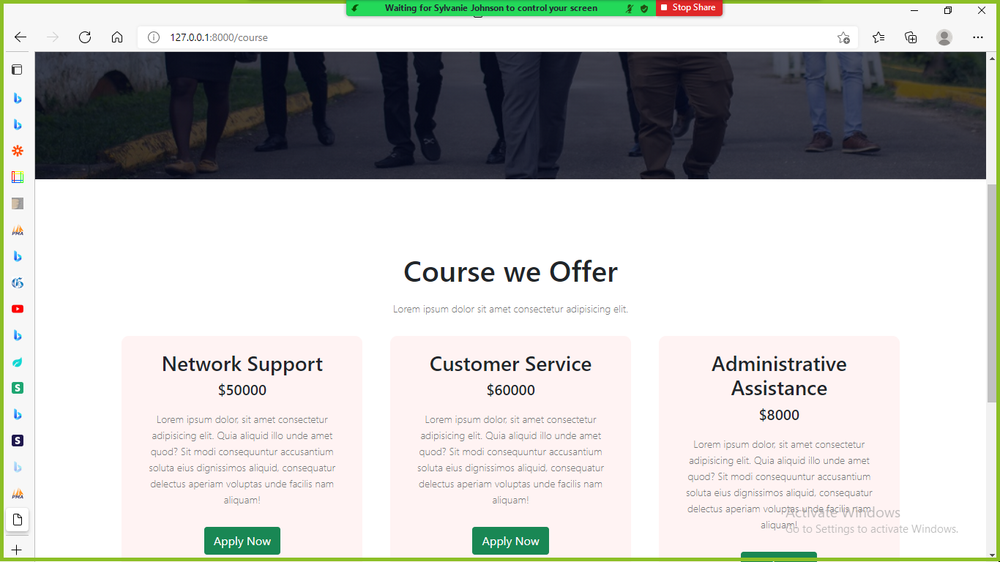 Waiting for Sylvanie Johnson to control your screen
Stop Share
127.0.0.1:8000/course
Course we Offer
Lorem ipsum dolor sit amet consectetur adipisicing elit.
Network Support
$50000
Lorem ipsum dolor, sit amet consectetur
adipisicing elit. Quia aliquid illo unde amet
quod? Sit modi consequuntur accusantium
soluta eius dignissimos aliquid, consequatur
delectus aperiam voluptas unde facilis nam
aliquam!
Apply Now
Customer Service
$60000
Lorem ipsum dolor, sit amet consectetur
adipisicing elit. Quia aliquid illo unde amet
quod? Sit modi consequuntur accusantium
soluta eius dignissimos aliquid, consequatur
delectus aperiam voluptas unde facilis nam
aliquam!
Apply Now
Administrative
Assistance
$8000
Lorem ipsum dolor, sit amet consectetur
adipisicing elit. Quia aliquid illo unde amet
quod? Sit modi consequuntur accusantium
soluta eius dignissimos aliquid, consequatur
delectus aperiam voluptas unde facilis nam
aliquam!
Activate Windows
Go to Settings to activate Windows.
PMA
S
S
PMA